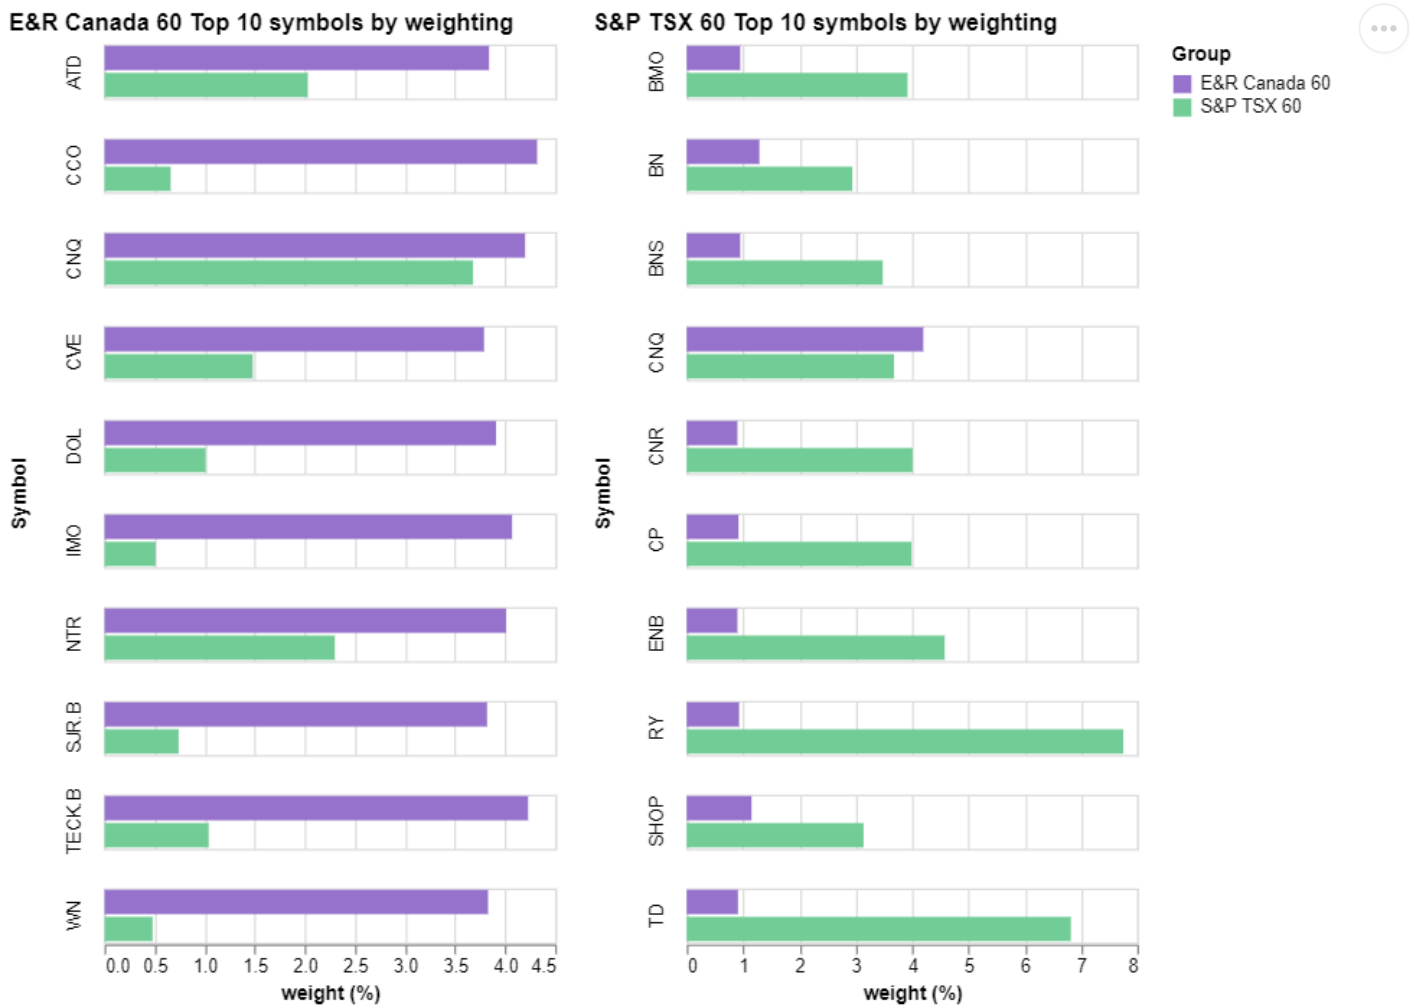 E&R Canada 60 Top 10 symbols by weighting
Symbol
ATD
CCO
CNQ
CVE
DOL
IMO
NTR
SJR.B
TECK.B
WN
0.0 0.5 1.0 1.5 2.0 2.5 3.0 3.5 4.0 4.5
weight (%)
S&P TSX 60 Top 10 symbols by weighting
Symbol
BMO
BN
BNS
CNQ
CNR
CP
ENB
RY
SHOP
TD
0 1 2 3 4 5 6 7 8
weight (%)
Group
E&R Canada 60
S&P TSX 60